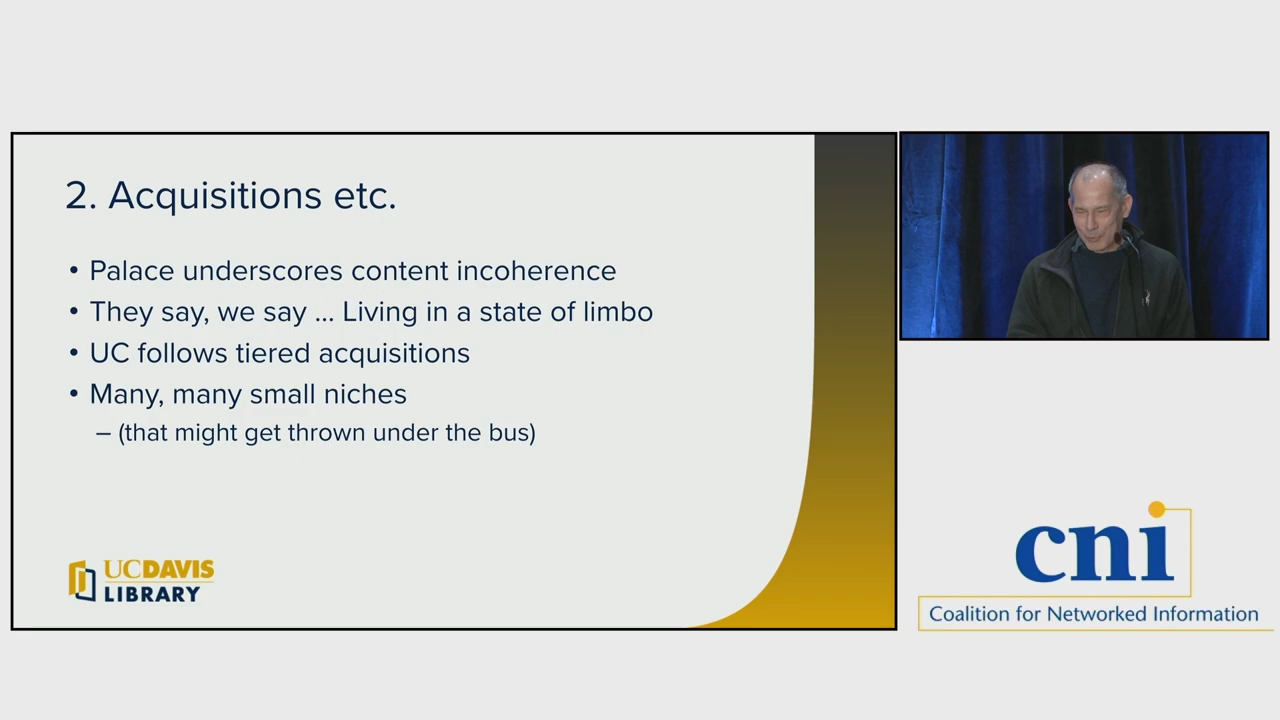 2. Acquisitions etc.
• Palace underscores content incoherence
• They say, we say ... Living in a state of limbo
• UC follows tiered acquisitions
• Many, many small niches
– (that might get thrown under the bus)
UCDAVIS
LIBRARY
cni
Coalition for Networked Information